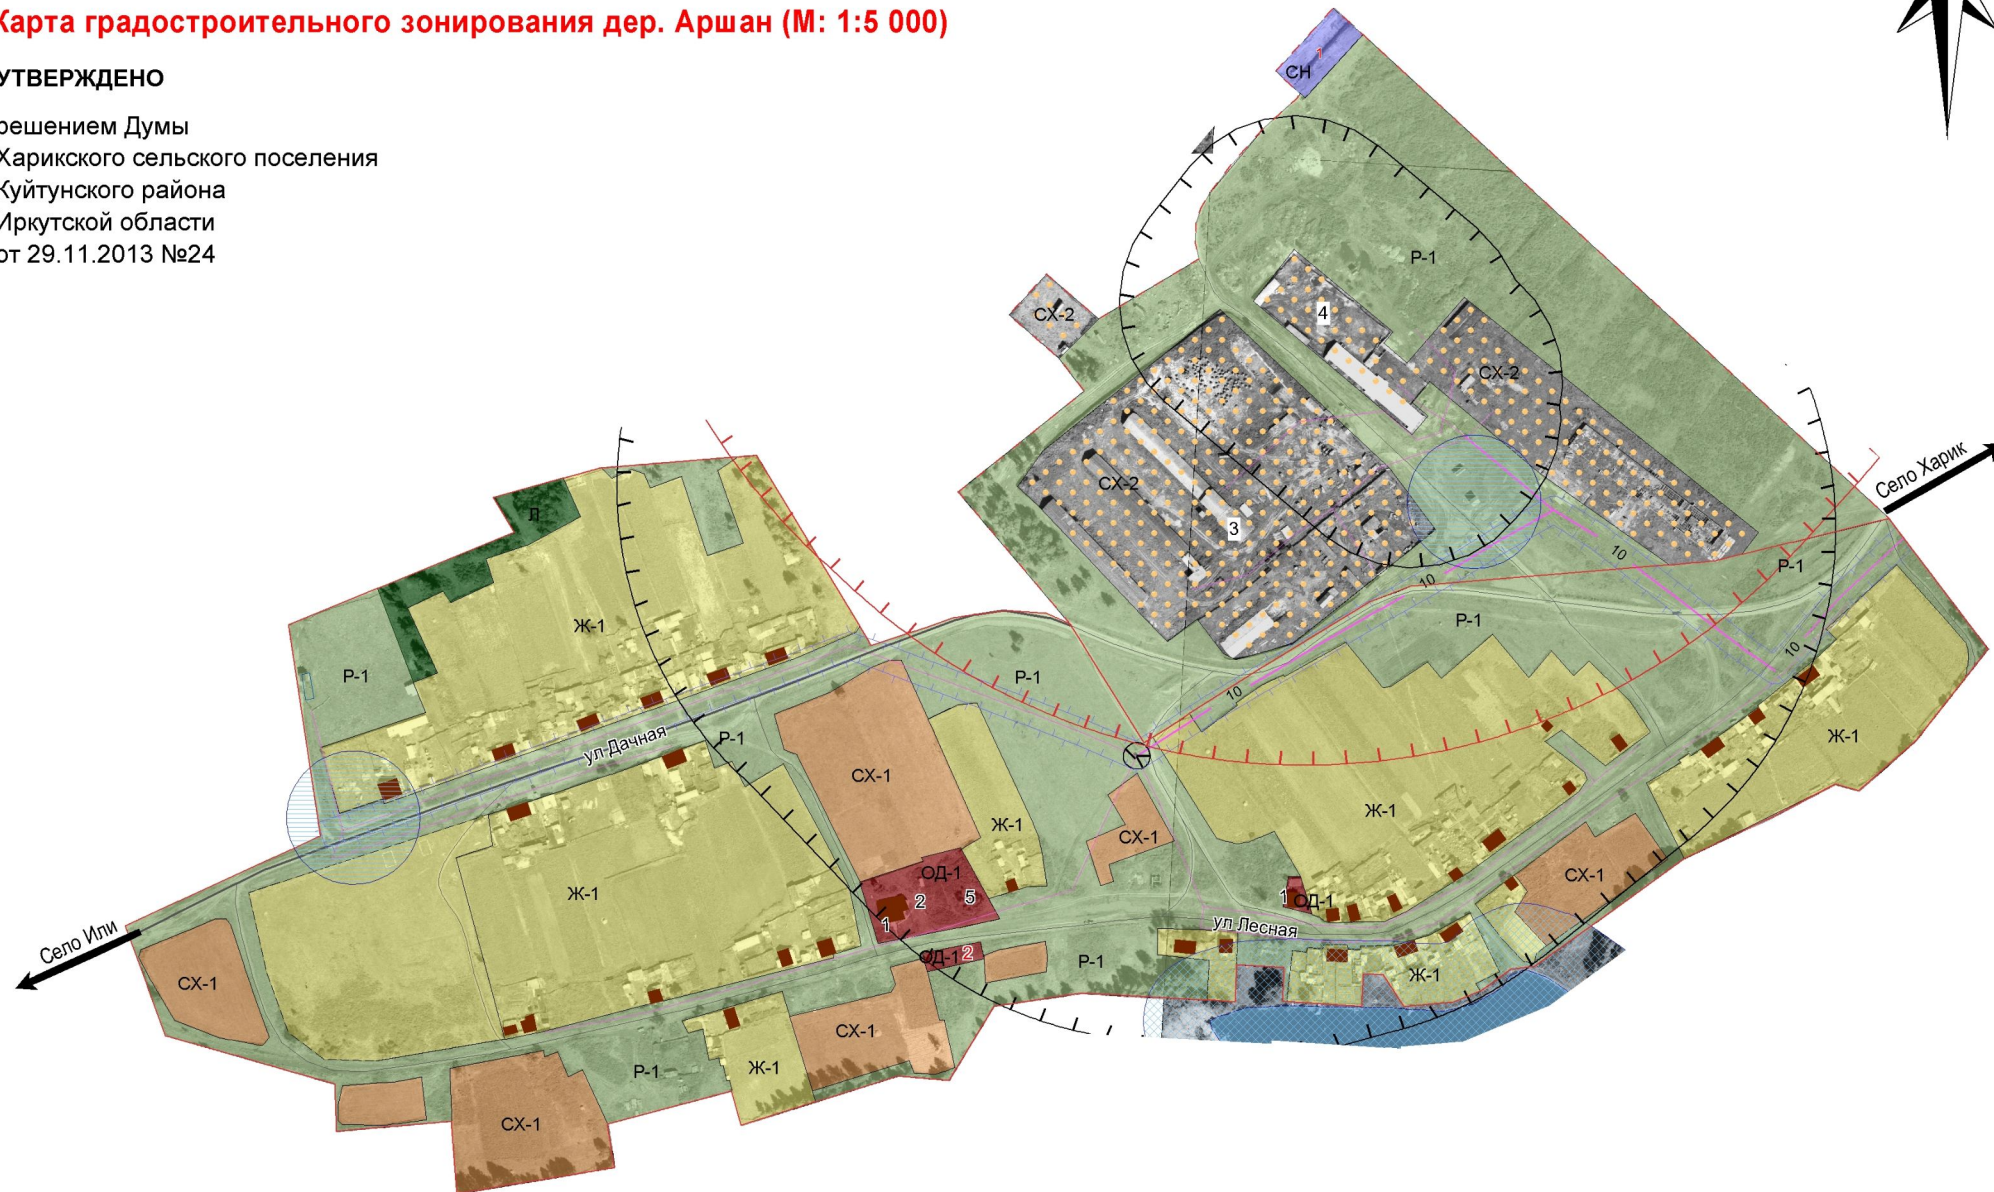 Карта градостроительного зонирования дер. Аршан (М: 1:5 000)
УТВЕРЖДЕНО
решением Думы
Харикского сельского поселения
Куйтунского района
Иркутской области
от 29.11.2013 №24
1
СН
Р-1
СХ-2
4
СХ-2
СХ-2
3
Село Харик
Л
10
10
Р-1
Ж-1
Р-1
Р-1
Р-1
10
10
ул Дачная
Р-1
Ж-1
СХ-1
Ж-1
СХ-1
Ж-1
СХ-1
Ж-1
ОД-1
2
5
1
1
ОД-1
ул Лесная
Село Или
ОД-1
2
Р-1
Ж-1
СХ-1
СХ-1
Р-1
Ж-1
СХ-1